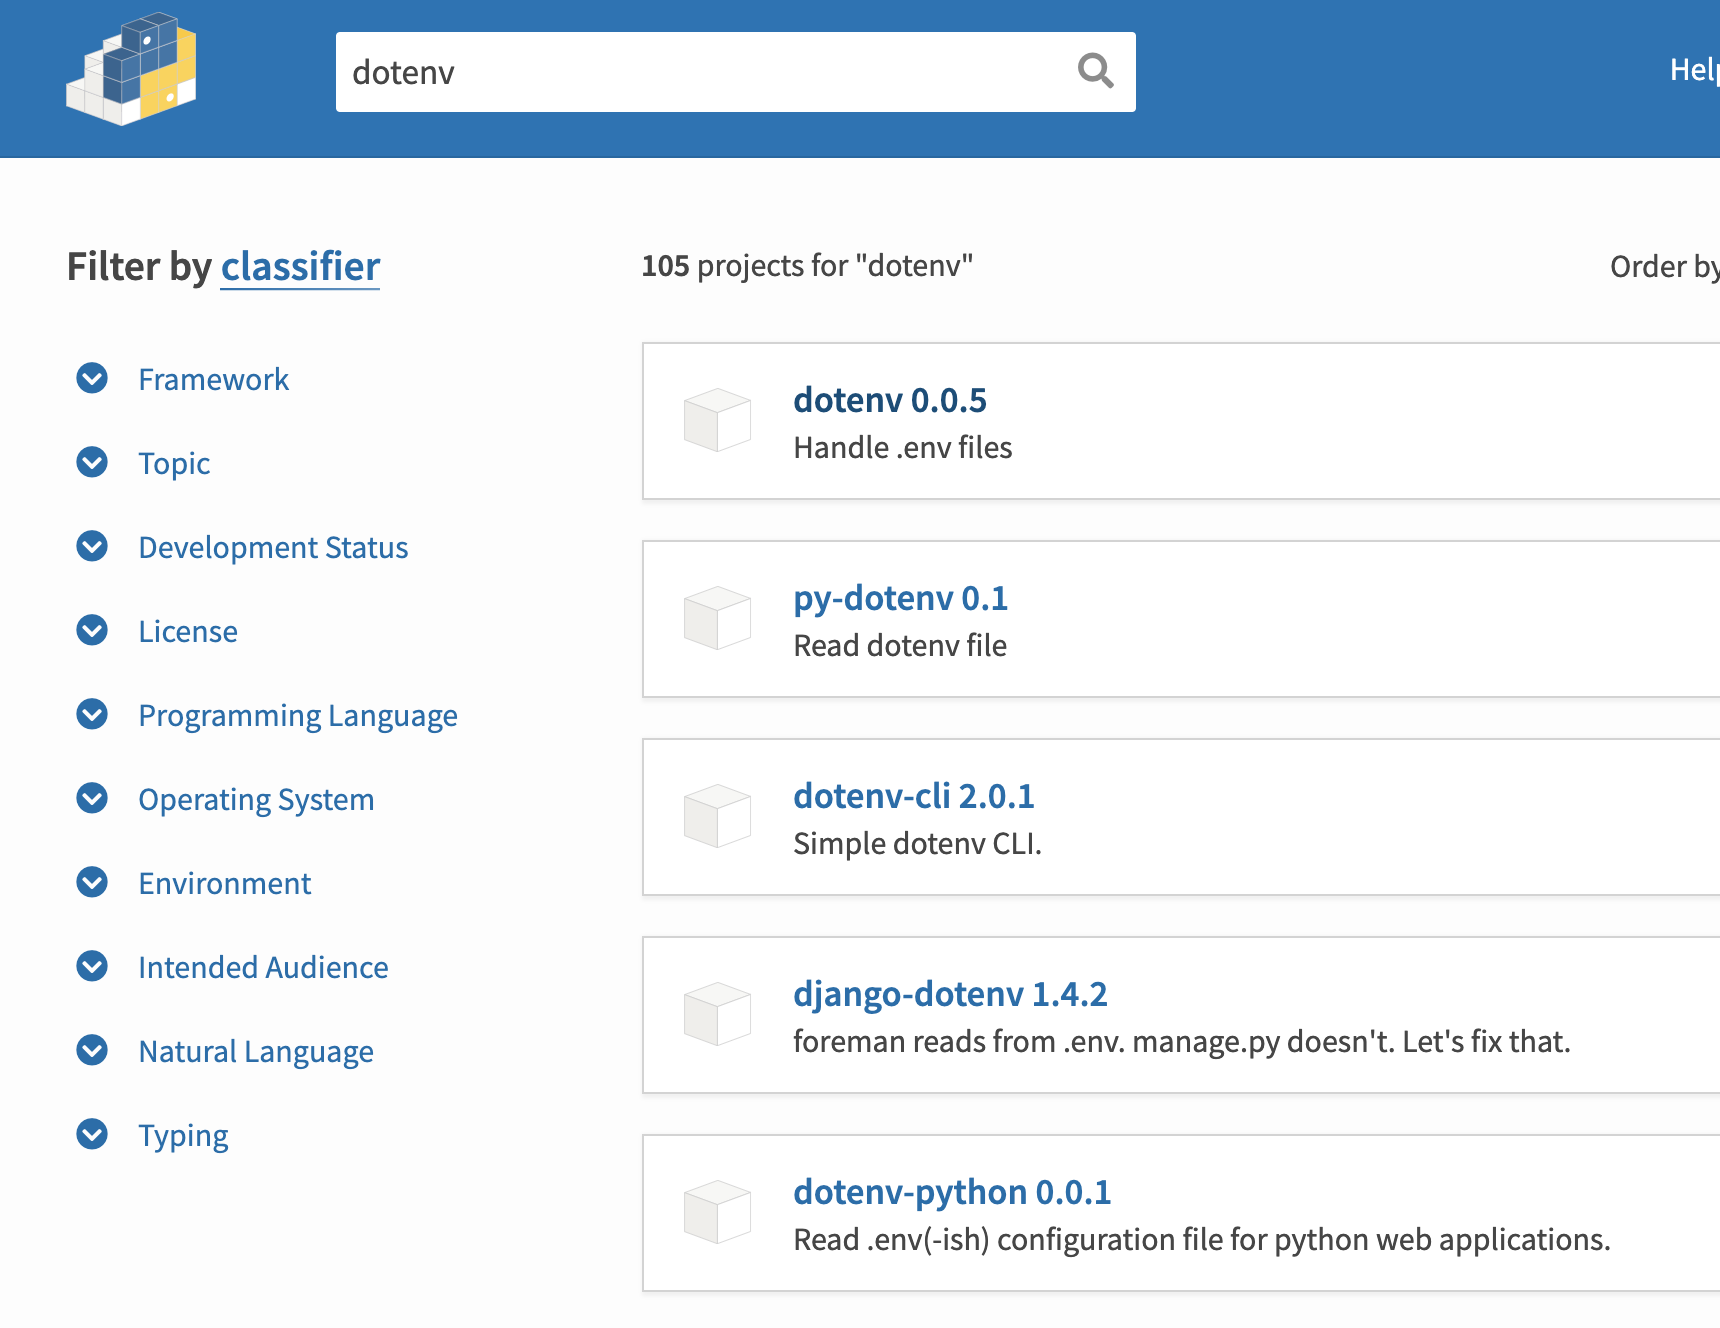 dotenv
Help
Filter by classifier
Framework
Topic
Development Status
License
Programming Language
Operating System
Environment
Intended Audience
Natural Language
Typing
105 projects for "dotenv"
Order by
dotenv 0.0.5
Handle .env files
py-dotenv 0.1
Read dotenv file
dotenv-cli 2.0.1
Simple dotenv CLI.
django-dotenv 1.4.2
foreman reads from .env. manage.py doesn't. Let's fix that.
dotenv-python 0.0.1
Read .env(-ish) configuration file for python web applications.